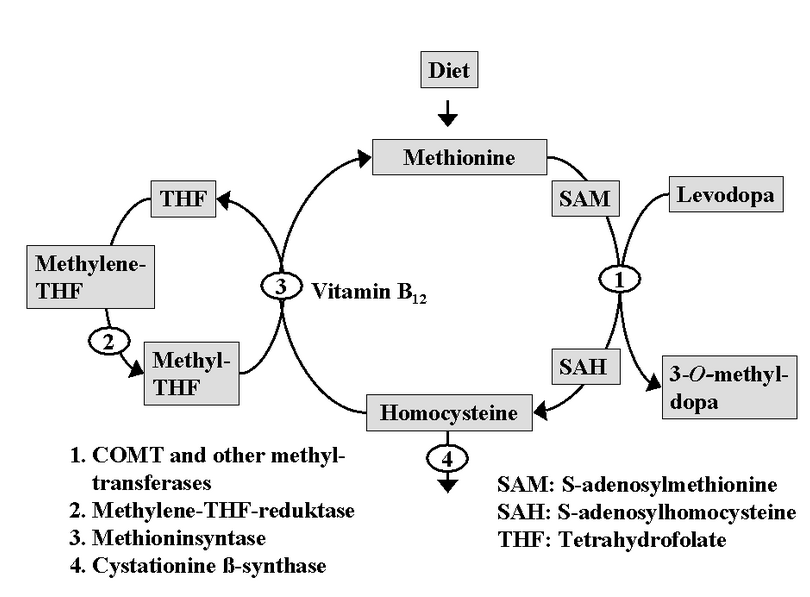 Diet
Methionine
THF
SAM
Levodopa
Methylene-
THF
3
Vitamin B12
1
2
Methyl-
THF
SAH
3-O-methyl-
dopa
Homocysteine
4
1. COMT and other methyl-
transferases
2. Methylene-THF-reduktase
3. Methioninsyntase
4. Cystationine ß-synthase
SAM: S-adenosylmethionine
SAH: S-adenosylhomocysteine
THF: Tetrahydrofolate